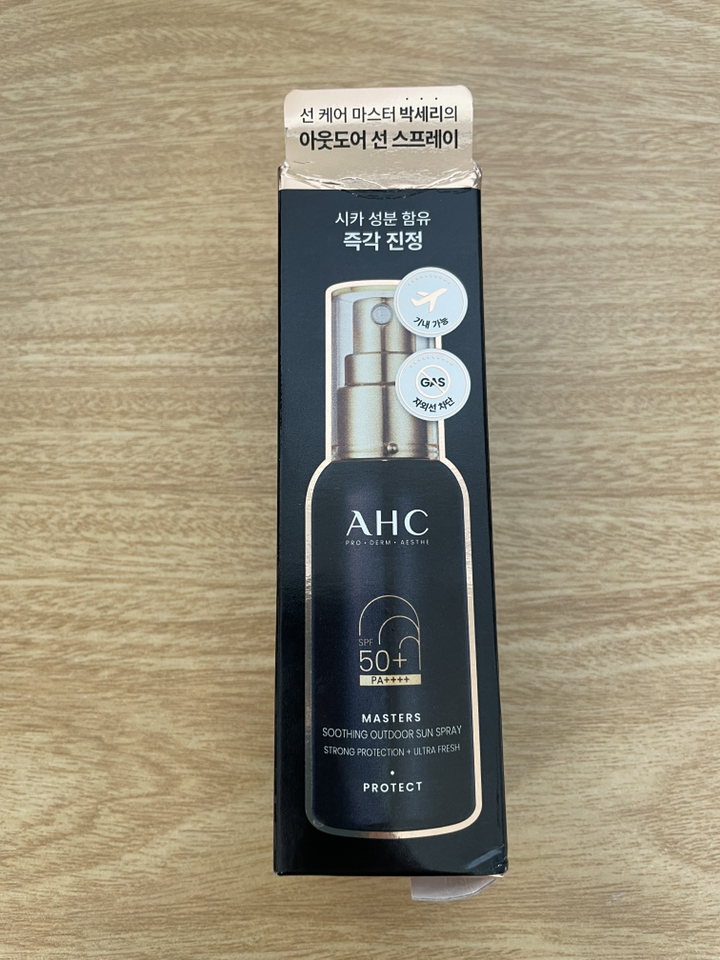 선 케어 마스터 박세리의
아웃도어 선 스프레이
시카 성분 함유
즉각 진정
기내 가능
GAS
자외선 차단
AHC
PRO • DERM • AESTHE
SPF
50+
PA++++
MASTERS
SOOTHING OUTDOOR SUN SPRAY
STRONG PROTECTION + ULTRA FRESH
PROTECT